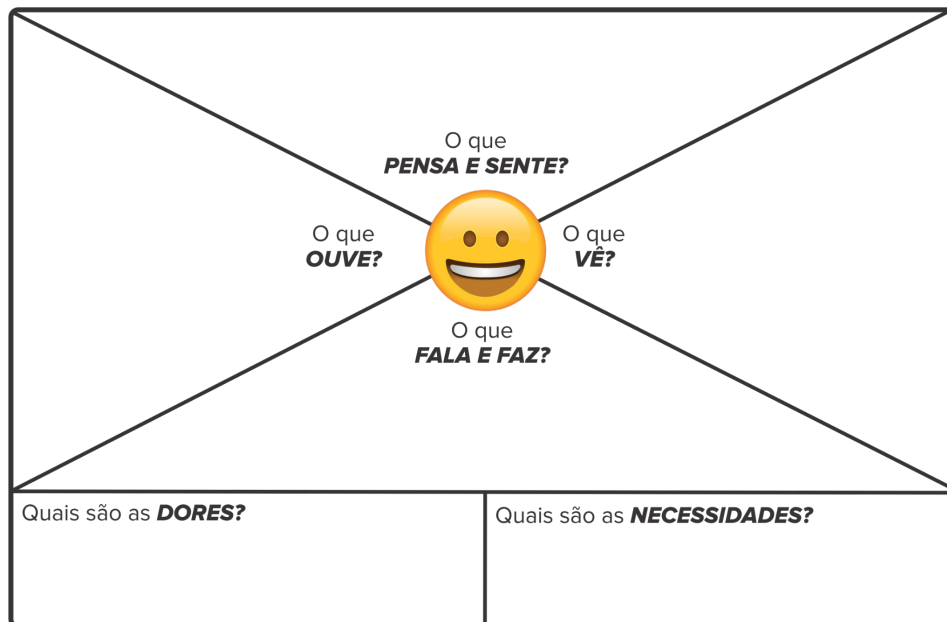 O que
PENSA E SENTE?
O que
OUVE?
O que
VÊ?
O que
FALA E FAZ?
Quais são as DORES?
Quais são as NECESSIDADES?